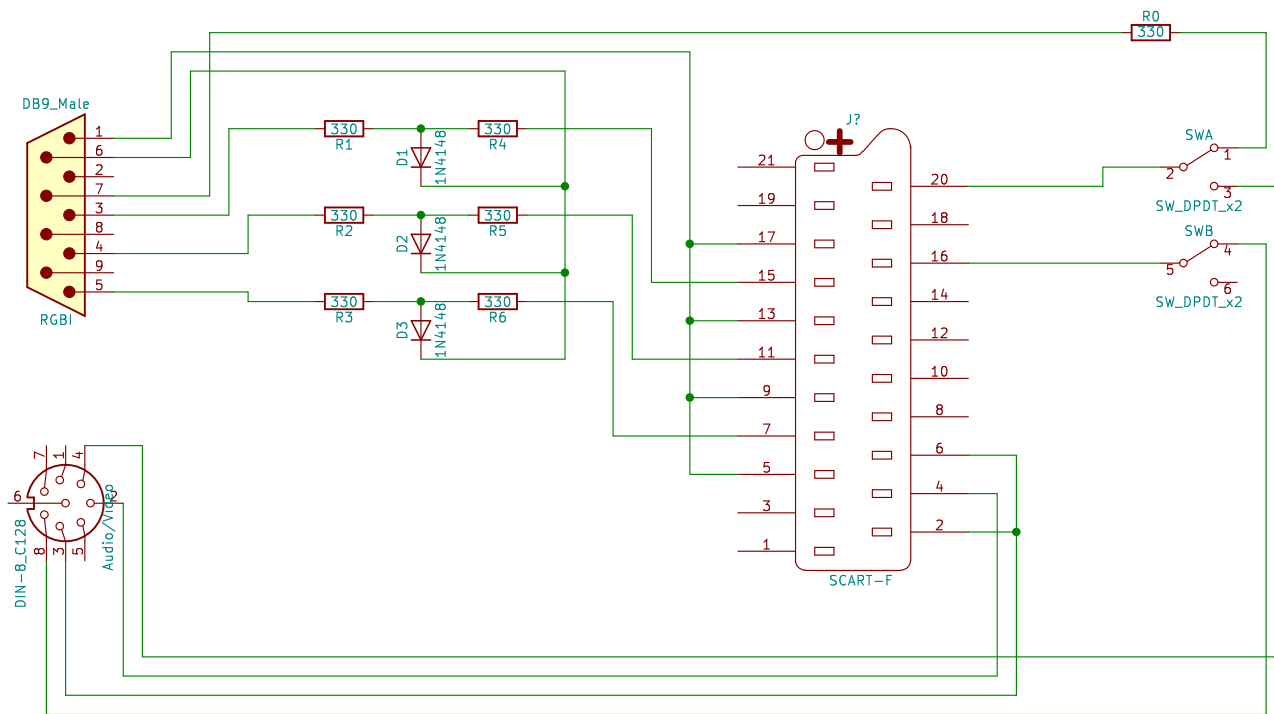 R0
330
DB9_Male
1
6
2
7
3
8
4
9
5
RGBI
330
R1
D1
1N4148
330
R4
330
R2
D2
1N4148
330
R5
330
R3
D3
1N4148
330
R6
J?
21
19
17
15
13
11
9
7
5
3
1
20
18
16
14
12
10
8
6
4
2
SCART-F
SWA
1
2
3
SW_DPDT_x2
SWB
4
5
6
SW_DPDT_x2
7
1
4
6
2
8
3
5
DIN-8_C128
Audio/Video